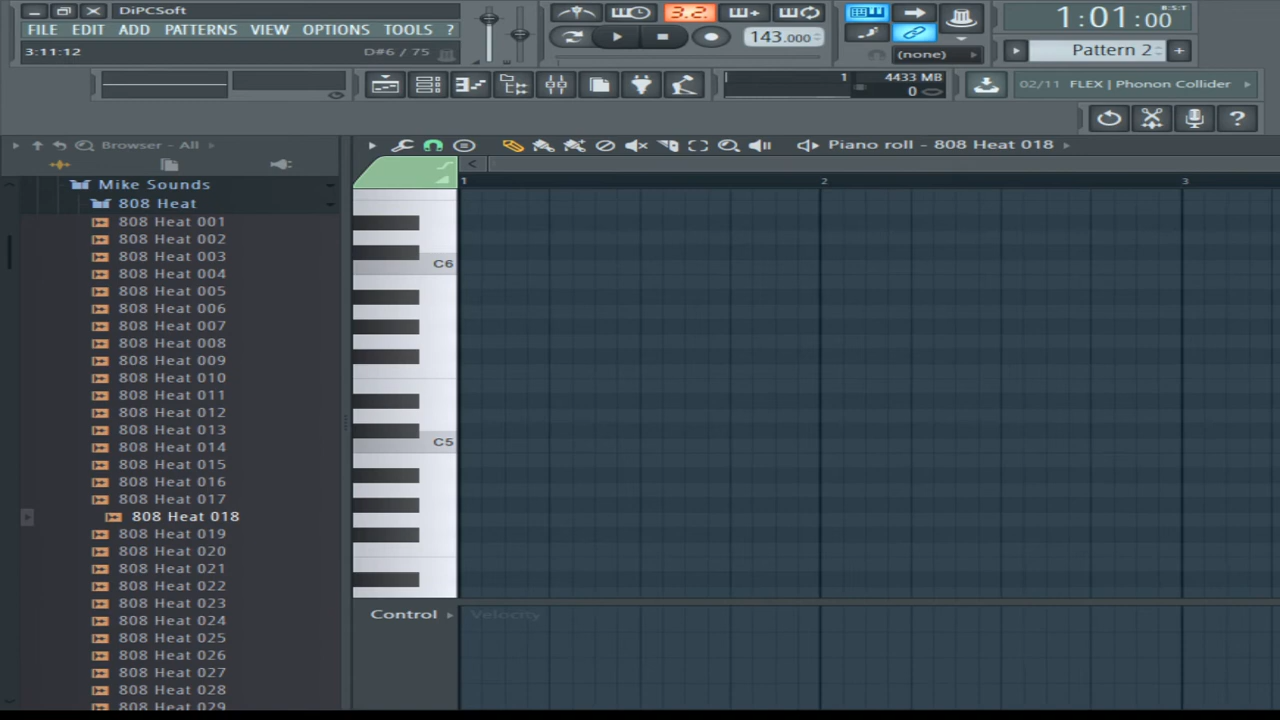 DiPCSoft
FILE EDIT ADD PATTERNS VIEW OPTIONS TOOLS ?
3:11:12 D#6 / 75
3.2.
143.000
(none)
1:01:00 B:S:T
Pattern 2
1 4433 MB
0
02/11 FLEX | Phonon Collider
?
Browser - All
Piano roll - 808 Heat 018
Mike Sounds
808 Heat
808 Heat 001
808 Heat 002
808 Heat 003
808 Heat 004
808 Heat 005
808 Heat 006
808 Heat 007
808 Heat 008
808 Heat 009
808 Heat 010
808 Heat 011
808 Heat 012
808 Heat 013
808 Heat 014
808 Heat 015
808 Heat 016
808 Heat 017
808 Heat 018
808 Heat 019
808 Heat 020
808 Heat 021
808 Heat 022
808 Heat 023
808 Heat 024
808 Heat 025
808 Heat 026
808 Heat 027
808 Heat 028
808 Heat 029
1 2 3
C6
C5
Control Velocity